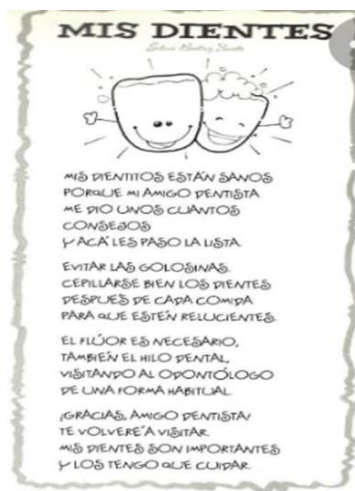 MIS DIENTES
MIS DIENTITOS ESTÁN SANOS
PORQUE MI AMIGO DENTISTA
ME DIO UNOS CUANTOS
CONSEJOS
Y ACÁ LES PASO LA LISTA.
EVITAR LAS GOLOSINAS.
CEPILLARSE BIEN LOS DIENTES
DESPUÉS DE CADA COMIDA
PARA QUE ESTÉN RELUCIENTES.
EL FLÚOR ES NECESARIO,
TAMBIÉN EL HILO DENTAL,
VISITANDO AL ODONTÓLOGO
DE UNA FORMA HABITUAL.
¡GRACIAS, AMIGO DENTISTA!
TE VOLVERÉ A VISITAR.
MIS DIENTES SON IMPORTANTES
Y LOS TENGO QUE CUIDAR.